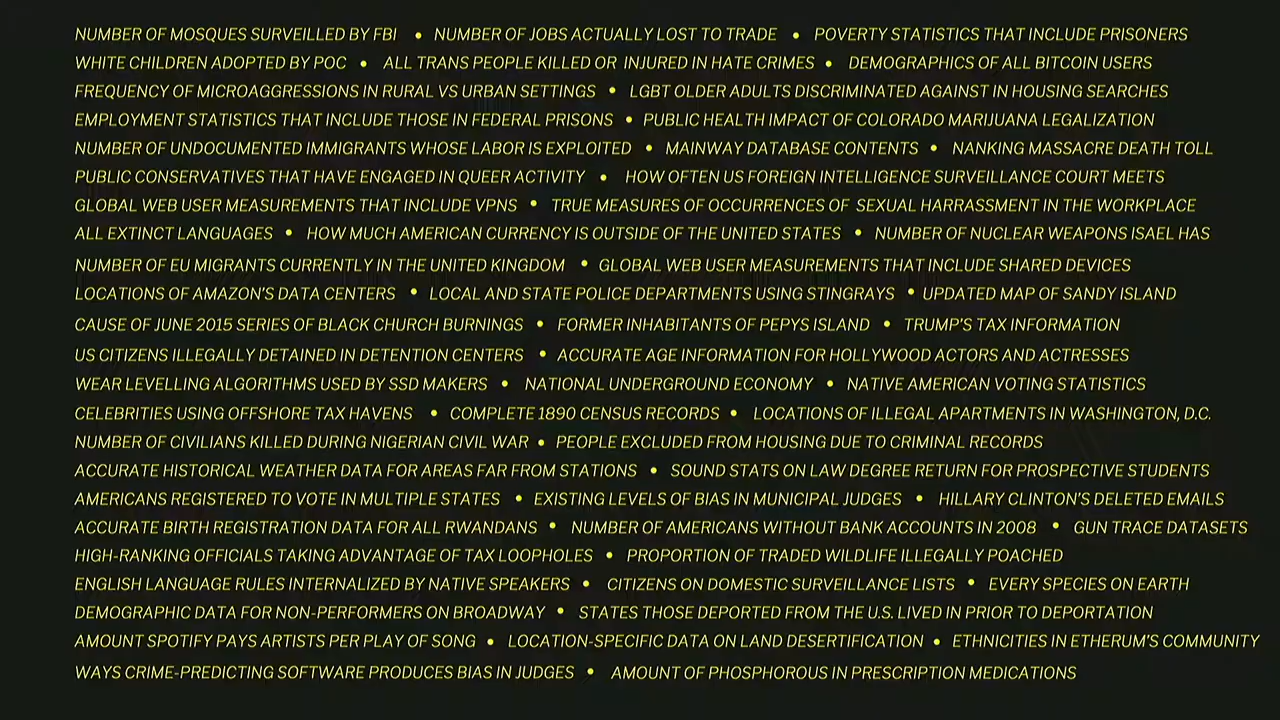 NUMBER OF MOSQUES SURVEILLED BY FBI • NUMBER OF JOBS ACTUALLY LOST TO TRADE • POVERTY STATISTICS THAT INCLUDE PRISONERS
WHITE CHILDREN ADOPTED BY POC • ALL TRANS PEOPLE KILLED OR INJURED IN HATE CRIMES • DEMOGRAPHICS OF ALL BITCOIN USERS
FREQUENCY OF MICROAGGRESSIONS IN RURAL VS URBAN SETTINGS • LGBT OLDER ADULTS DISCRIMINATED AGAINST IN HOUSING SEARCHES
EMPLOYMENT STATISTICS THAT INCLUDE THOSE IN FEDERAL PRISONS • PUBLIC HEALTH IMPACT OF COLORADO MARIJUANA LEGALIZATION
NUMBER OF UNDOCUMENTED IMMIGRANTS WHOSE LABOR IS EXPLOITED • MAINWAY DATABASE CONTENTS • NANKING MASSACRE DEATH TOLL
PUBLIC CONSERVATIVES THAT HAVE ENGAGED IN QUEER ACTIVITY • HOW OFTEN US FOREIGN INTELLIGENCE SURVEILLANCE COURT MEETS
GLOBAL WEB USER MEASUREMENTS THAT INCLUDE VPNS • TRUE MEASURES OF OCCURRENCES OF SEXUAL HARRASSMENT IN THE WORKPLACE
ALL EXTINCT LANGUAGES • HOW MUCH AMERICAN CURRENCY IS OUTSIDE OF THE UNITED STATES • NUMBER OF NUCLEAR WEAPONS ISAEL HAS
NUMBER OF EU MIGRANTS CURRENTLY IN THE UNITED KINGDOM • GLOBAL WEB USER MEASUREMENTS THAT INCLUDE SHARED DEVICES
LOCATIONS OF AMAZON'S DATA CENTERS • LOCAL AND STATE POLICE DEPARTMENTS USING STINGRAYS • UPDATED MAP OF SANDY ISLAND
CAUSE OF JUNE 2015 SERIES OF BLACK CHURCH BURNINGS • FORMER INHABITANTS OF PEPYS ISLAND • TRUMP'S TAX INFORMATION
US CITIZENS ILLEGALLY DETAINED IN DETENTION CENTERS • ACCURATE AGE INFORMATION FOR HOLLYWOOD ACTORS AND ACTRESSES
WEAR LEVELLING ALGORITHMS USED BY SSD MAKERS • NATIONAL UNDERGROUND ECONOMY • NATIVE AMERICAN VOTING STATISTICS
CELEBRITIES USING OFFSHORE TAX HAVENS • COMPLETE 1890 CENSUS RECORDS • LOCATIONS OF ILLEGAL APARTMENTS IN WASHINGTON, D.C.
NUMBER OF CIVILIANS KILLED DURING NIGERIAN CIVIL WAR • PEOPLE EXCLUDED FROM HOUSING DUE TO CRIMINAL RECORDS
ACCURATE HISTORICAL WEATHER DATA FOR AREAS FAR FROM STATIONS • SOUND STATS ON LAW DEGREE RETURN FOR PROSPECTIVE STUDENTS
AMERICANS REGISTERED TO VOTE IN MULTIPLE STATES • EXISTING LEVELS OF BIAS IN MUNICIPAL JUDGES • HILLARY CLINTON'S DELETED EMAILS
ACCURATE BIRTH REGISTRATION DATA FOR ALL RWANDANS • NUMBER OF AMERICANS WITHOUT BANK ACCOUNTS IN 2008 • GUN TRACE DATASETS
HIGH-RANKING OFFICIALS TAKING ADVANTAGE OF TAX LOOPHOLES • PROPORTION OF TRADED WILDLIFE ILLEGALLY POACHED
ENGLISH LANGUAGE RULES INTERNALIZED BY NATIVE SPEAKERS • CITIZENS ON DOMESTIC SURVEILLANCE LISTS • EVERY SPECIES ON EARTH
DEMOGRAPHIC DATA FOR NON-PERFORMERS ON BROADWAY • STATES THOSE DEPORTED FROM THE U.S. LIVED IN PRIOR TO DEPORTATION
AMOUNT SPOTIFY PAYS ARTISTS PER PLAY OF SONG • LOCATION-SPECIFIC DATA ON LAND DESERTIFICATION • ETHNICITIES IN ETHERUM'S COMMUNITY
WAYS CRIME-PREDICTING SOFTWARE PRODUCES BIAS IN JUDGES • AMOUNT OF PHOSPHOROUS IN PRESCRIPTION MEDICATIONS